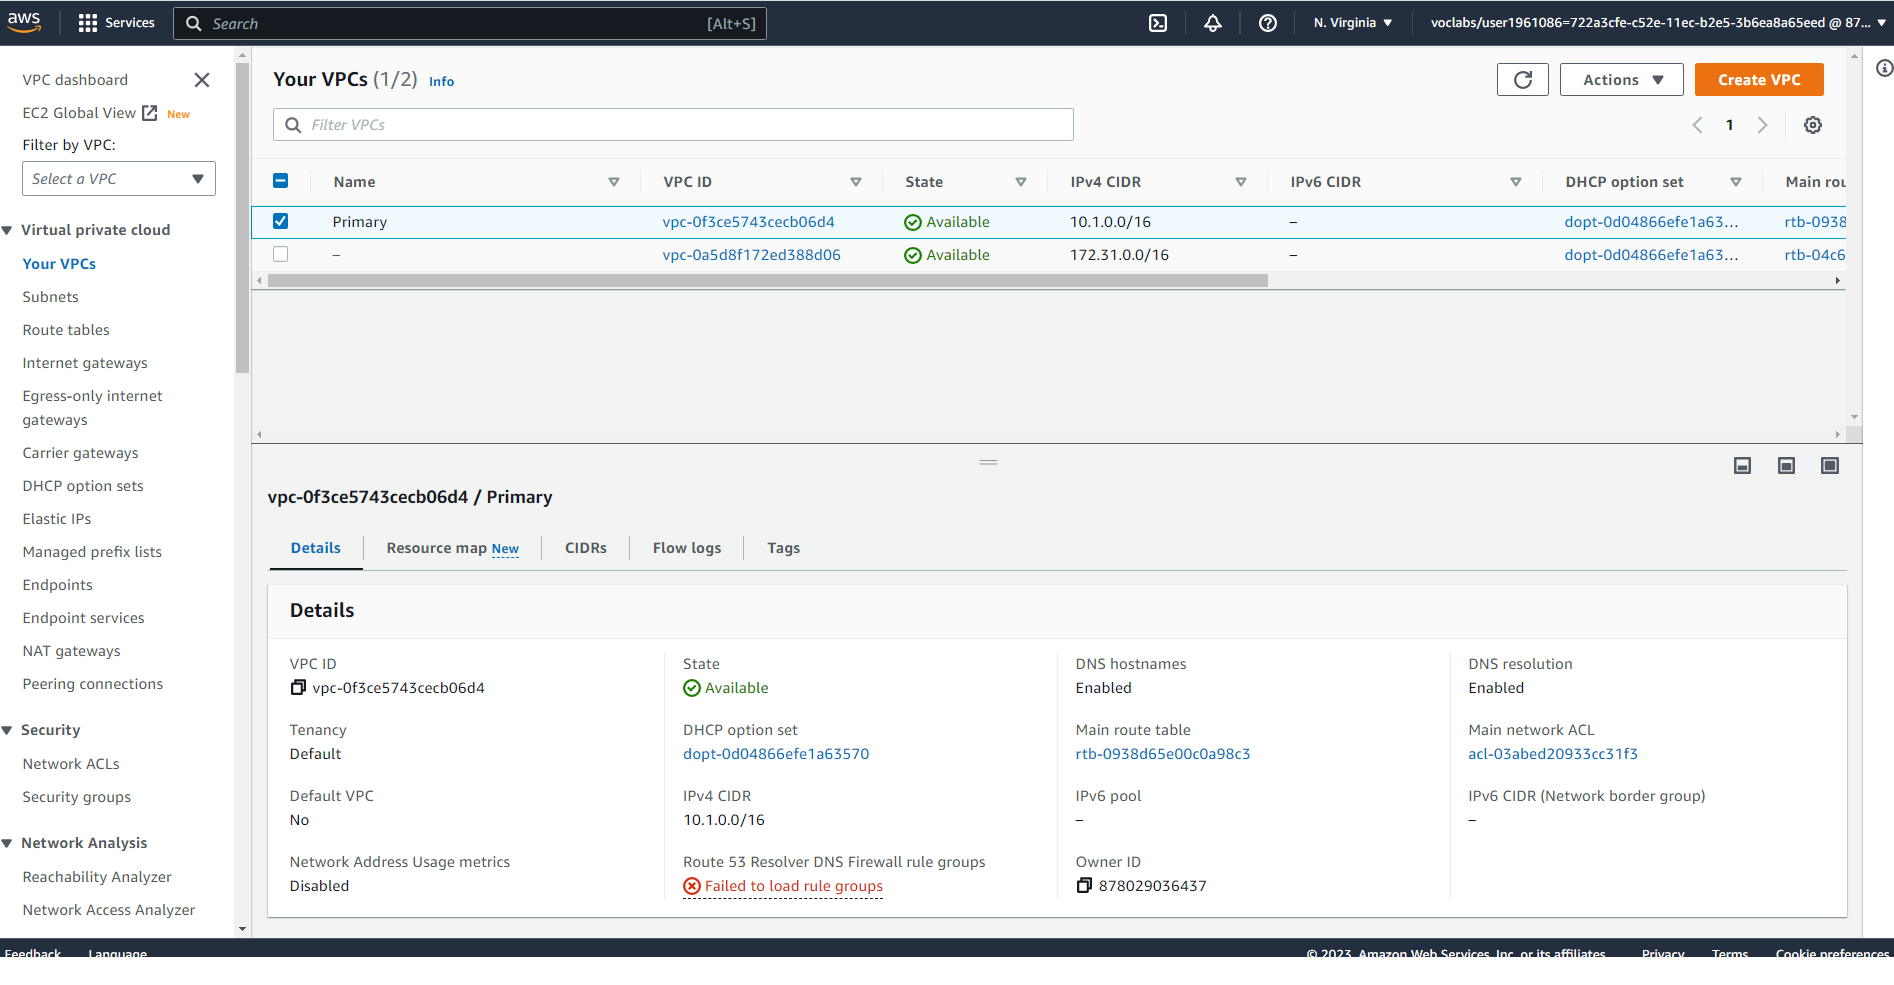 aws
Services
Search [Alt+S]
N. Virginia
voclabs/user1961086=722a3cfe-c52e-11ec-b2e5-3b6ea8a65eed @ 87...
VPC dashboard
EC2 Global View New
Filter by VPC:
Select a VPC
Virtual private cloud
Your VPCs
Subnets
Route tables
Internet gateways
Egress-only internet
gateways
Carrier gateways
DHCP option sets
Elastic IPs
Managed prefix lists
Endpoints
Endpoint services
NAT gateways
Peering connections
Security
Network ACLs
Security groups
Network Analysis
Reachability Analyzer
Network Access Analyzer
Your VPCs (1/2) Info
Actions
Create VPC
Filter VPCs
1
Name VPC ID State IPv4 CIDR IPv6 CIDR DHCP option set Main rou
Primary vpc-0f3ce5743cecb06d4 Available 10.1.0.0/16 – dopt-0d04866efe1a63... rtb-0938
– vpc-0a5d8f172ed388d06 Available 172.31.0.0/16 – dopt-0d04866efe1a63... rtb-04c6
vpc-0f3ce5743cecb06d4 / Primary
Details Resource map New CIDRs Flow logs Tags
Details
VPC ID
vpc-0f3ce5743cecb06d4
State
Available
DNS hostnames
Enabled
DNS resolution
Enabled
Tenancy
Default
DHCP option set
dopt-0d04866efe1a63570
Main route table
rtb-0938d65e00c0a98c3
Main network ACL
acl-03abed20933cc31f3
Default VPC
No
IPv4 CIDR
10.1.0.0/16
IPv6 pool
–
IPv6 CIDR (Network border group)
–
Network Address Usage metrics
Disabled
Route 53 Resolver DNS Firewall rule groups
Failed to load rule groups
Owner ID
878029036437
Feedback Language © 2023, Amazon Web Services, Inc. or its affiliates. Privacy Terms Cookie preferences